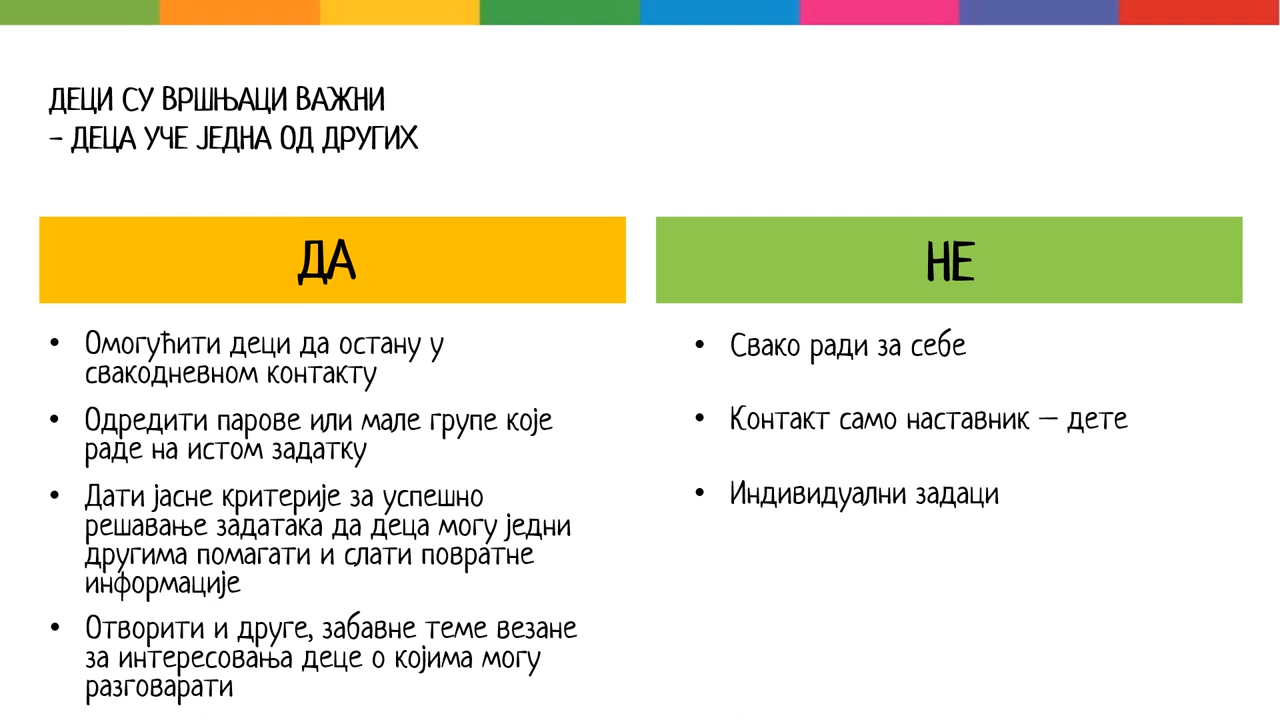 ДЕЦИ СУ ВРШЊАЦИ ВАЖНИ
– ДЕЦА УЧЕ ЈЕДНА ОД ДРУГИХ
ДА
• Омогућити деци да остану у
свакодневном контакту
• Одредити парове или мале групе које
раде на истом задатку
• Дати јасне критерије за успешно
решавање задатака да деца могу једни
другима помагати и слати повратне
информације
• Отворити и друге, забавне теме везане
за интересовања деце о којима могу
разговарати
НЕ
• Свако ради за себе
• Контакт само наставник – дете
• Индивидуални задаци